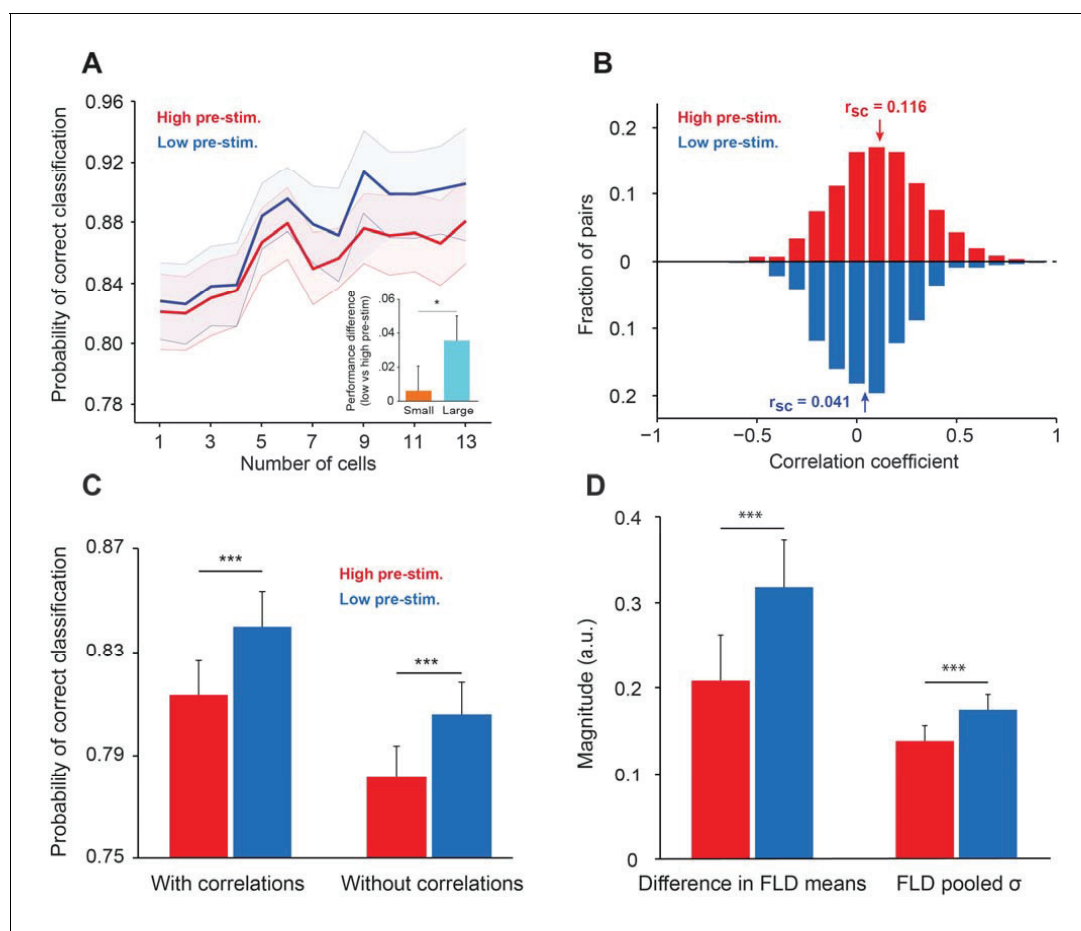 A
0.96
0.92
0.88
0.84
0.80
0.78
Probability of correct classification
High pre-stim.
Low pre-stim.
Performance difference
(low vs high pre-stim)
.06
.04
.02
0
*
Small Large
1 3 5 7 9 11 13
Number of cells
B
High pre-stim.
Low pre-stim.
rsc = 0.116
0.2
0.1
0
0.1
0.2
Fraction of pairs
rsc = 0.041
−1 −0.5 0 0.5 1
Correlation coefficient
C
0.87
0.83
0.79
0.75
Probability of correct classification
***
High pre-stim.
Low pre-stim.
***
With correlations Without correlations
D
0.4
0.3
0.2
0.1
0
Magnitude (a.u.)
***
***
Difference in FLD means FLD pooled σ